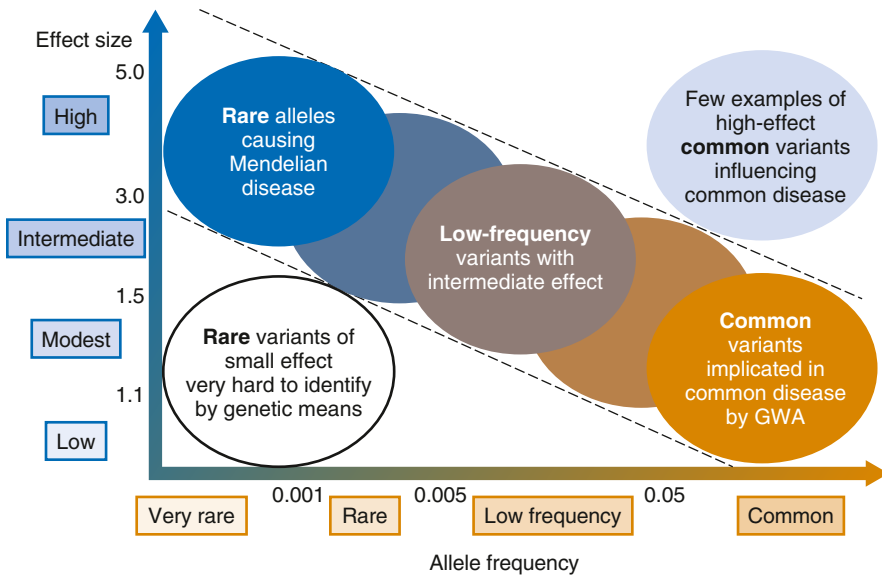 Effect size
5.0
High
3.0
Intermediate
1.5
Modest
1.1
Low
Rare alleles
causing
Mendelian
disease
Few examples of
high-effect
common variants
influencing
common disease
Low-frequency
variants with
intermediate effect
Rare variants of
small effect
very hard to identify
by genetic means
Common
variants
implicated in
common disease
by GWA
0.001
0.005
0.05
Very rare
Rare
Low frequency
Common
Allele frequency